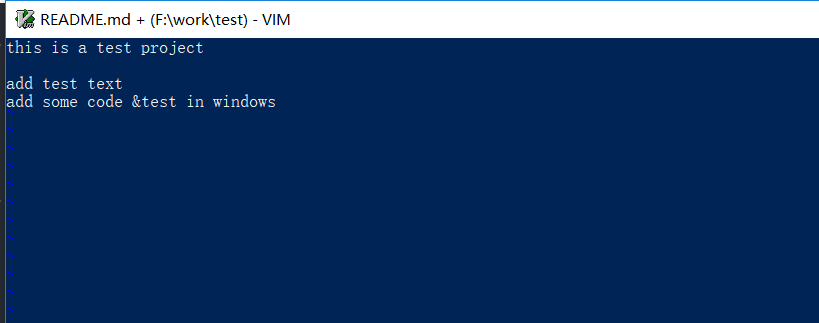 README.md + (F:\work\test) - VIM
this is a test project
add test text
add some code &test in windows
~
~
~
~
~
~
~
~
~
~
~